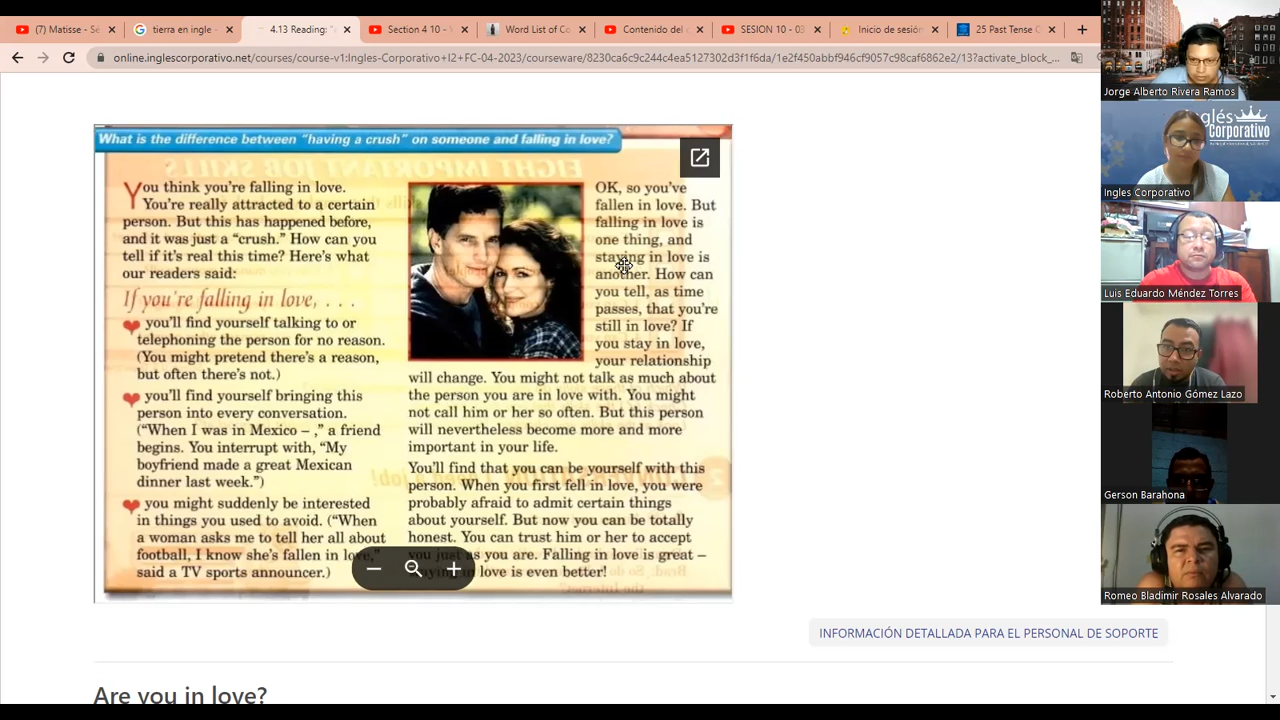 (7) Matisse - Sé
tierra en ingle -
4.13 Reading: "
Section 4 10 -
Word List of Co
Contenido del c
SESION 10 - 03
Inicio de sesión
25 Past Tense C
online.inglescorporativo.net/courses/course-v1:Ingles-Cor
+FC-04-2023/courseware/8230ca6c9c244c4ea5127302d3f1f6da/1e2f450abbf946cf9057c98caf6862e2/13?activate_block_...
What is the difference between "having a crush" on someone and falling in love?
EIGHT IMPORTANT JOB SKILLS
You think you're falling in love.
You're really attracted to a certain
person. But this has happened before,
and it was just a "crush." How can you
tell if it's real this time? Here's what
our readers said:
If you're falling in love, . . .
you'll find yourself talking to or
telephoning the person for no reason.
(You might pretend there's a reason,
but often there's not.)
you'll find yourself bringing this
person into every conversation.
("When I was in Mexico – ," a friend
begins. You interrupt with, "My
boyfriend made a great Mexican
dinner last week.")
you might suddenly be interested
in things you used to avoid. ("When
a woman asks me to tell her all about
football, I know she's fallen in love,"
said a TV sports announcer.)
OK, so you've
fallen in love. But
falling in love is
one thing, and
staying in love is
another. How can
you tell, as time
passes, that you're
still in love? If
you stay in love,
your relationship
will change. You might not talk as much about
the person you are in love with. You might
not call him or her so often. But this person
will nevertheless become more and more
important in your life.
You'll find that you can be yourself with this
person. When you first fell in love, you were
probably afraid to admit certain things
about yourself. But now you can be totally
honest. You can trust him or her to accept
you just as you are. Falling in love is great –
staying in love is even better!
INFORMACIÓN DETALLADA PARA EL PERSONAL DE SOPORTE
Are you in love?
Jorge Alberto Rivera Ramos
Inglés
Corporativo
Ingles Corporativo
Luis Eduardo Méndez Torres
Roberto Antonio Gómez Lazo
Gerson Barahona
Romeo Bladimir Rosales Alvarado